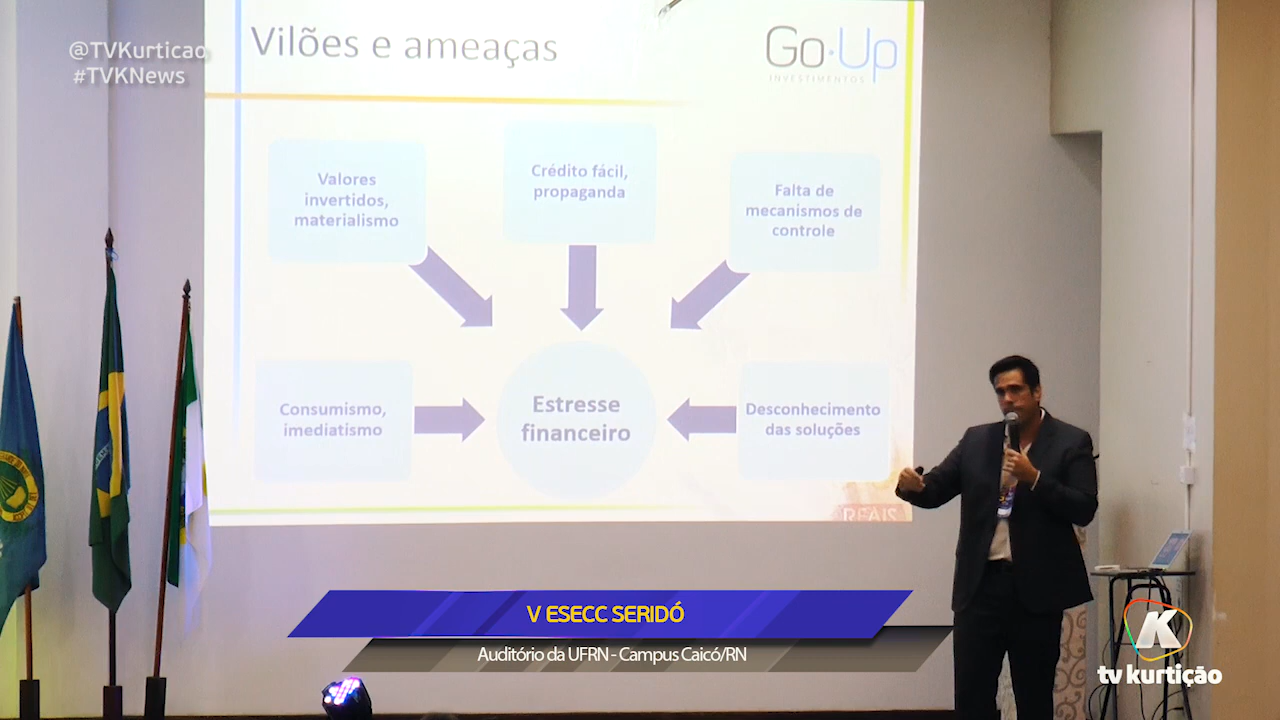 @TVKurticao
#TVKNews
Vilões e ameaças
Go·Up
INVESTIMENTOS
Valores
invertidos,
materialismo
Crédito fácil,
propaganda
Falta de
mecanismos de
controle
Consumismo,
imediatismo
Estresse
financeiro
Desconhecimento
das soluções
REAIS
V ESECC SERIDÓ
Auditório da UFRN - Campus Caicó/RN
K
tv kurtição